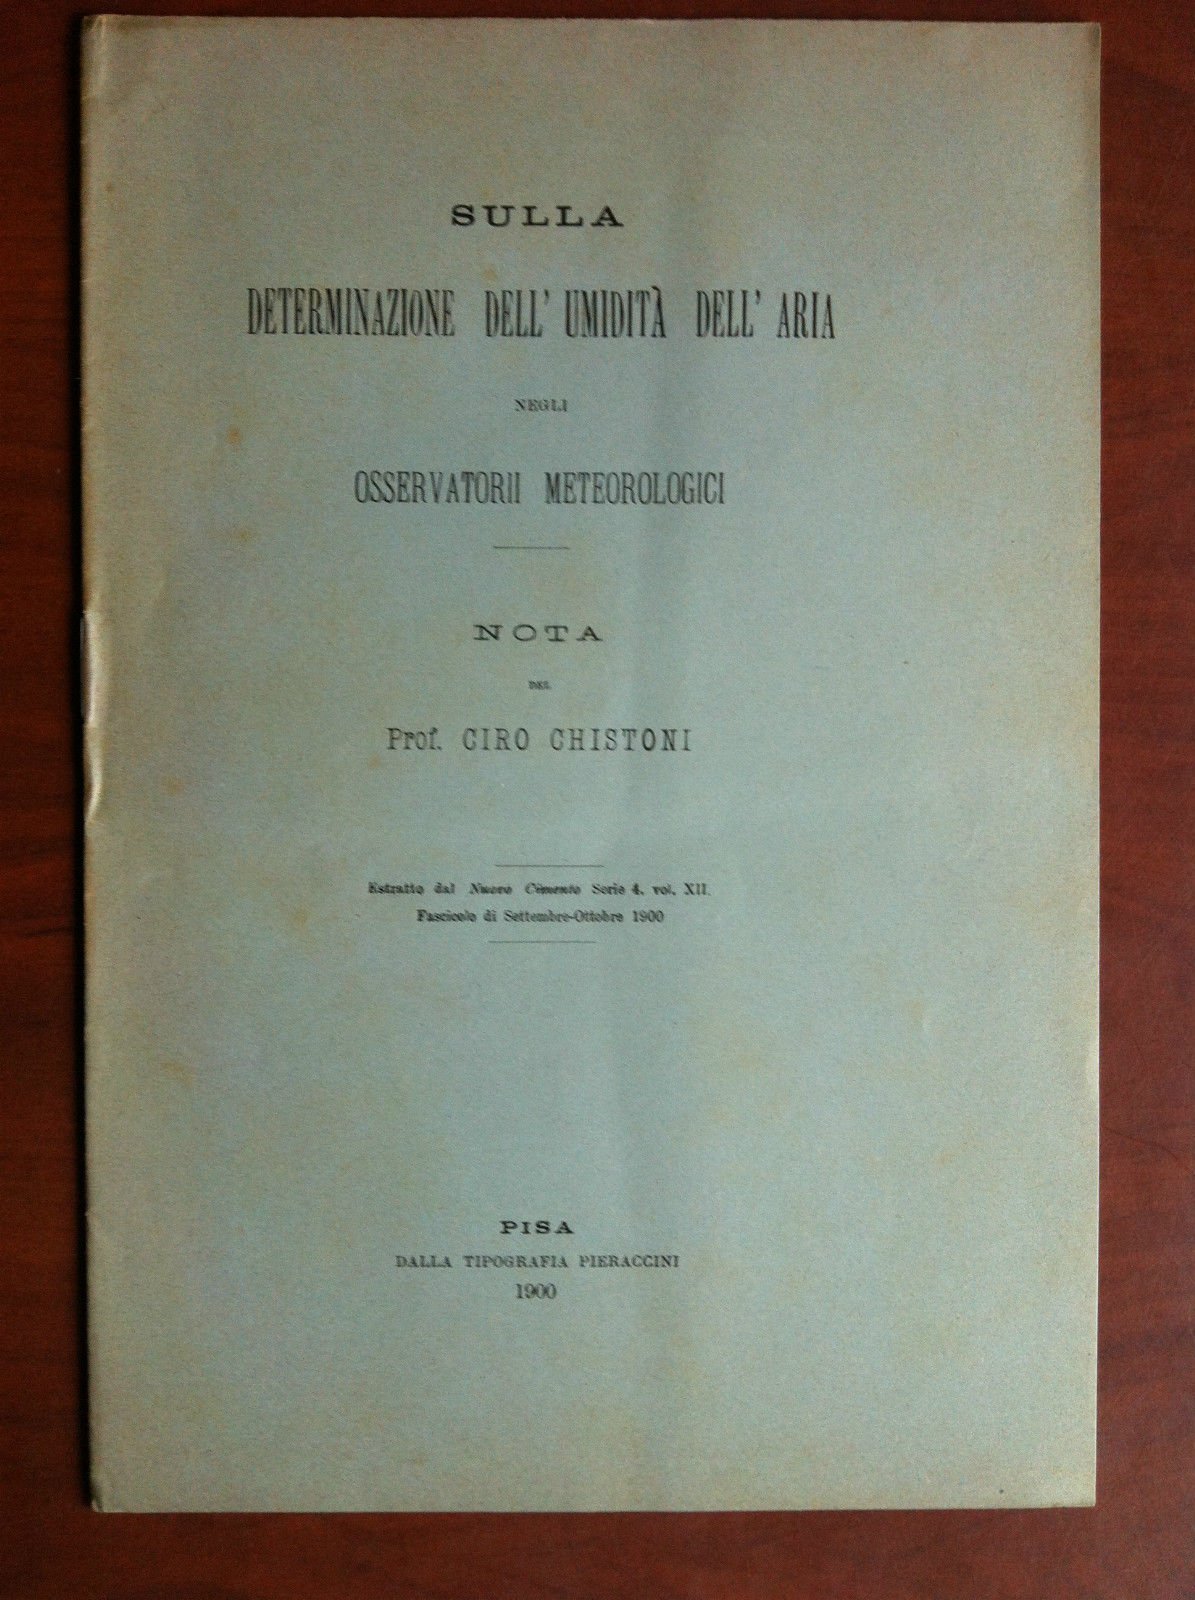 SULLA
DETERMINAZIONE DELL' UMIDITÀ DELL' ARIA
NEGLI
OSSERVATORII METEOROLOGICI
NOTA
DEL
Prof. CIRO CHISTONI
Estratto dal Nuovo Cimento Serie 4, vol. XII.
Fascicolo di Settembre-Ottobre 1900
PISA
DALLA TIPOGRAFIA PIERACCINI
1900